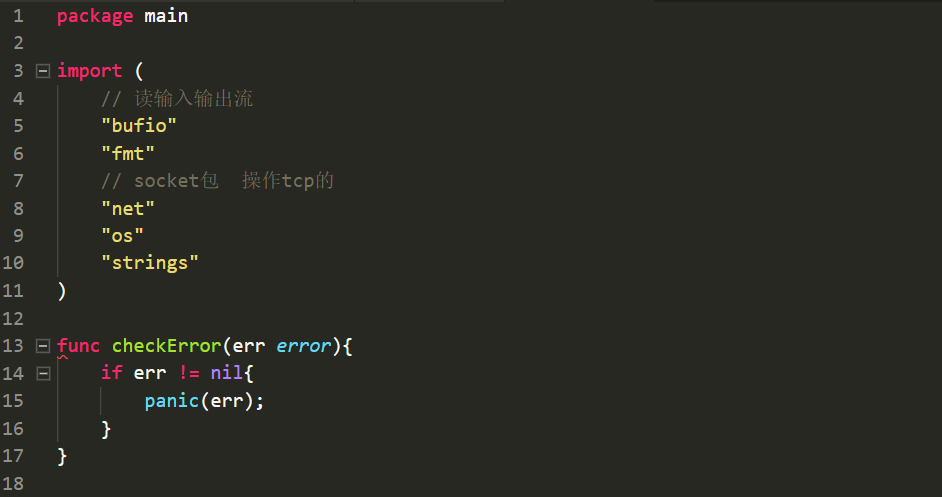 1 package main
2
3 import (
4 // 读输入输出流
5 "bufio"
6 "fmt"
7 // socket包  操作tcp的
8 "net"
9 "os"
10 "strings"
11 )
12
13 func checkError(err error){
14 if err != nil{
15 panic(err);
16 }
17 }
18